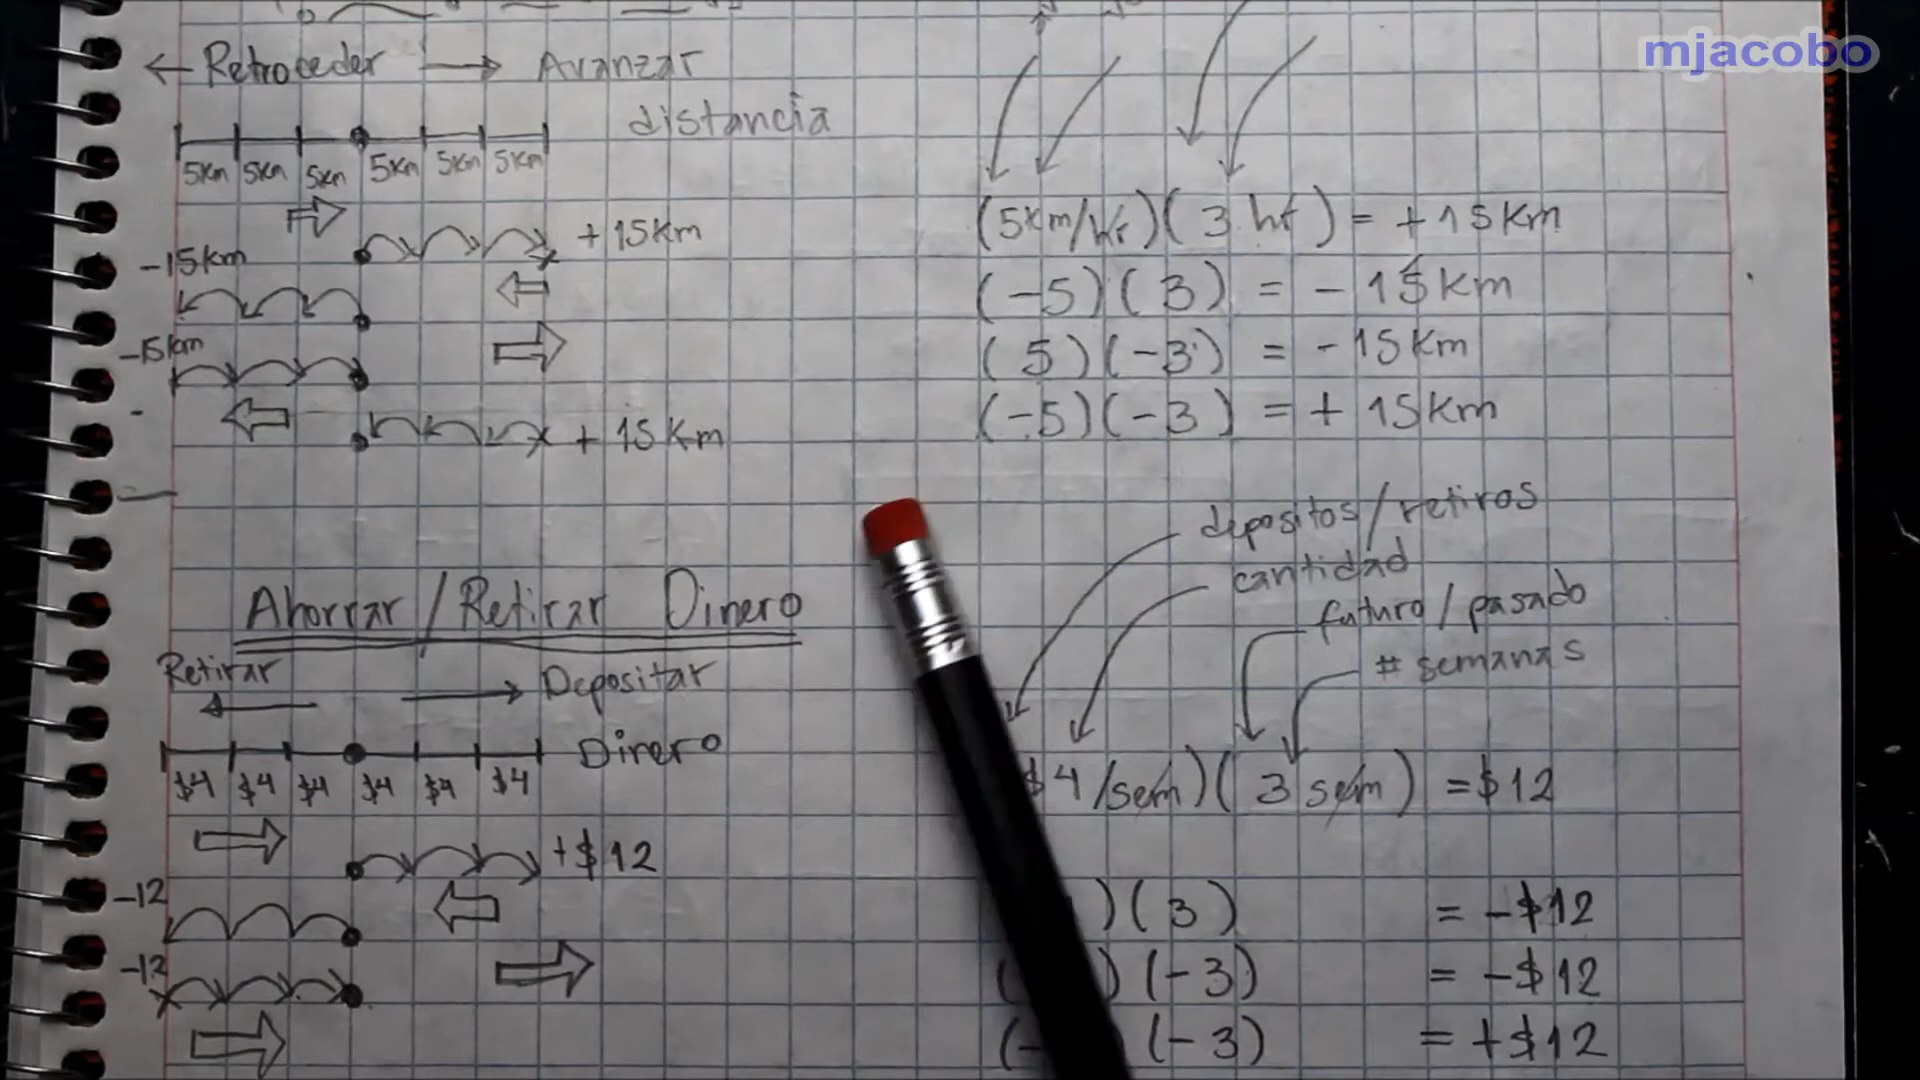 mjacobo
← Retroceder → Avanzar
distancia
5km 5km 5km 5km 5km 5km
+15km
-15km
-15km
+ 15Km
(5km/hr)(3 hr) = +15Km
(-5)(3) = - 15Km
(5)(-3) = -15Km
(-5)(-3) = + 15Km
Ahorrar/Retirar Dinero
Retirar Depositar
Dinero
$4 $4 $4 $4 $4 $4
+$12
-12
-12
depositos/retiros
cantidad
futuro/pasado
# semanas
$4/sem)(3 sem) =$12
)(3) = -$12
( )(-3) = -$12
(- (-3) = +$12